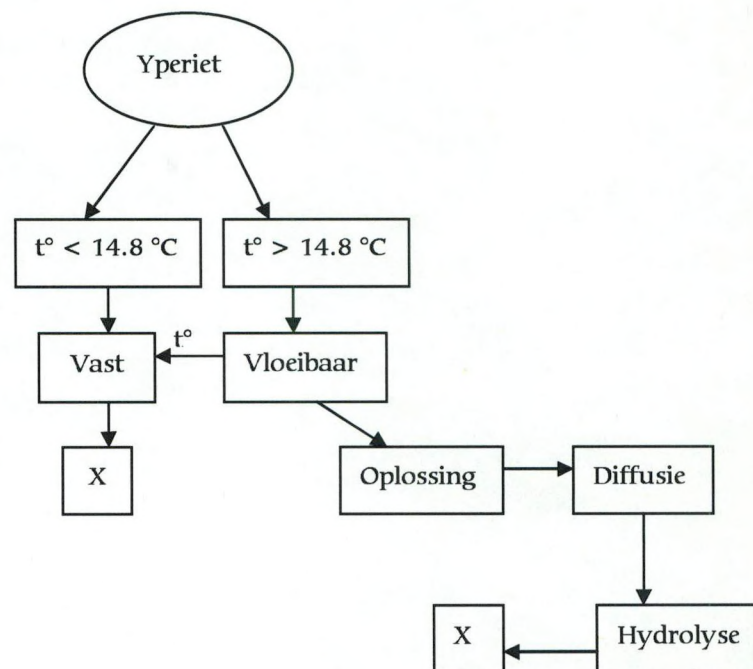 Yperiet
t° < 14.8 °C
t° > 14.8 °C
t°
Vast
Vloeibaar
X
Oplossing
Diffusie
X
Hydrolyse